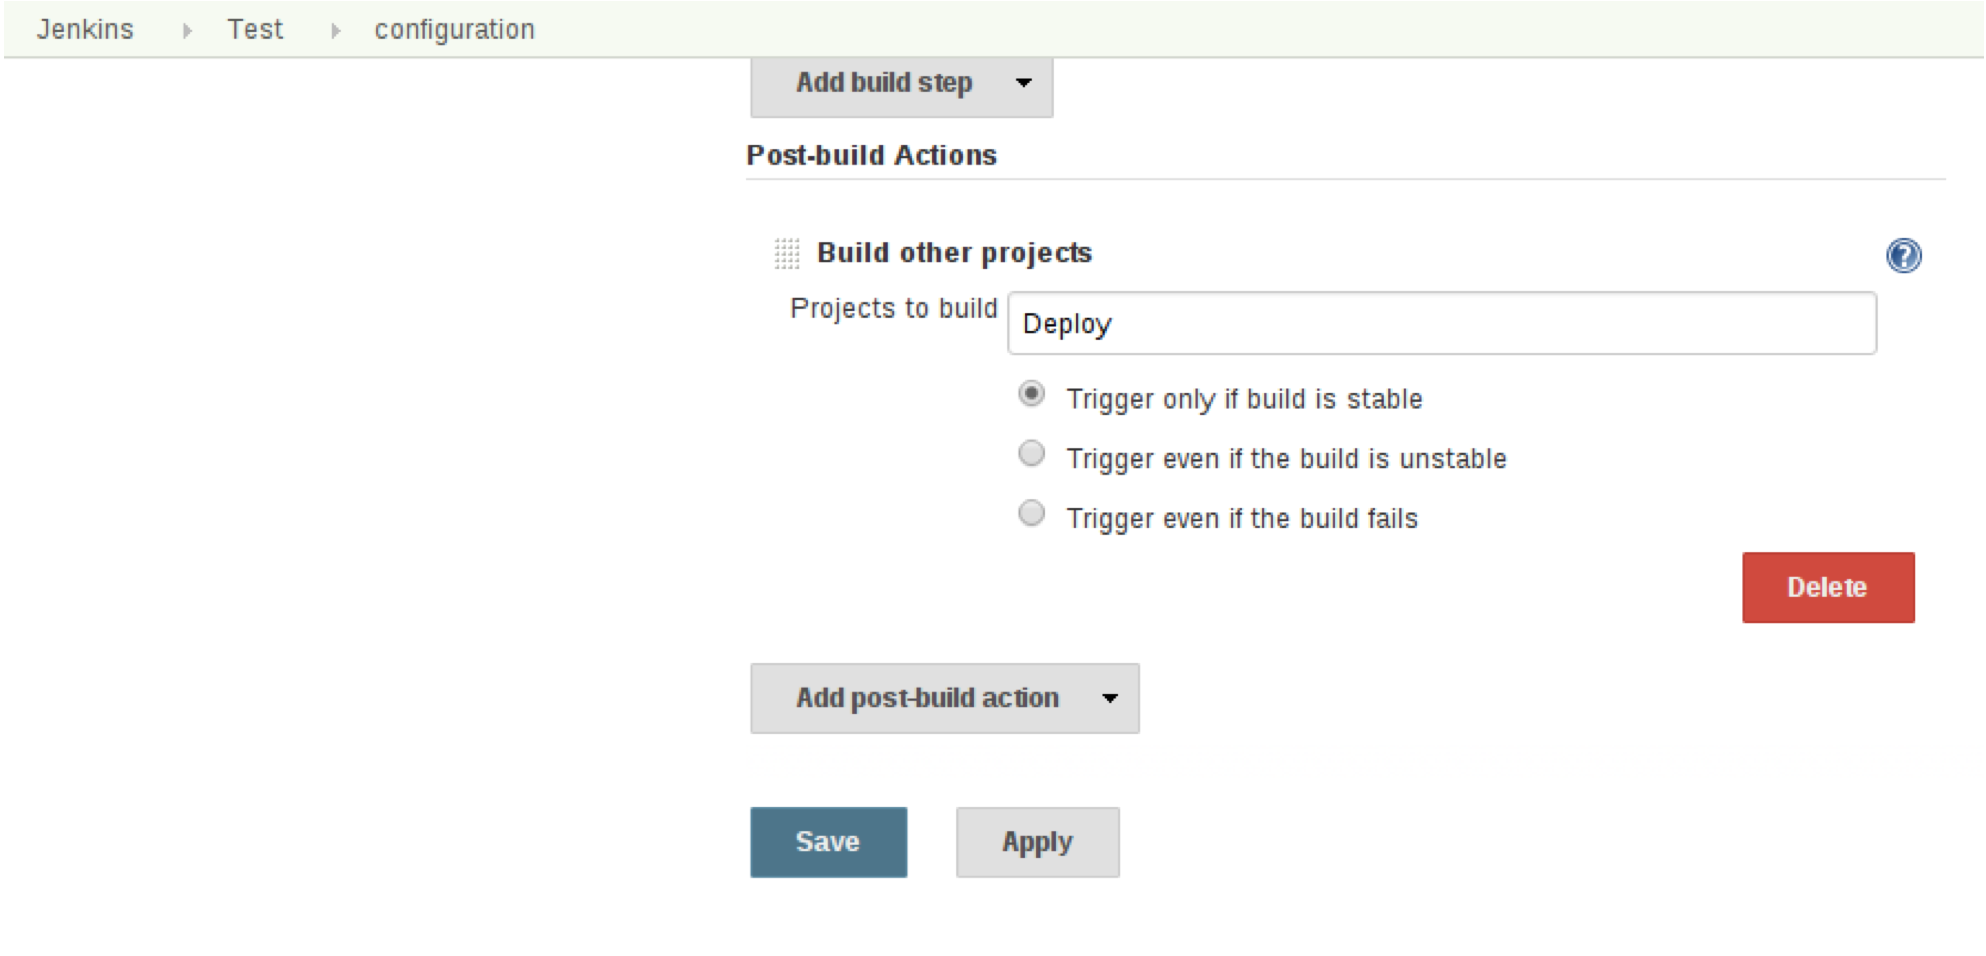 Jenkins Test configuration
Add build step
Post-build Actions
Build other projects
Projects to build Deploy
Trigger only if build is stable
Trigger even if the build is unstable
Trigger even if the build fails
Delete
Add post-build action
Save Apply